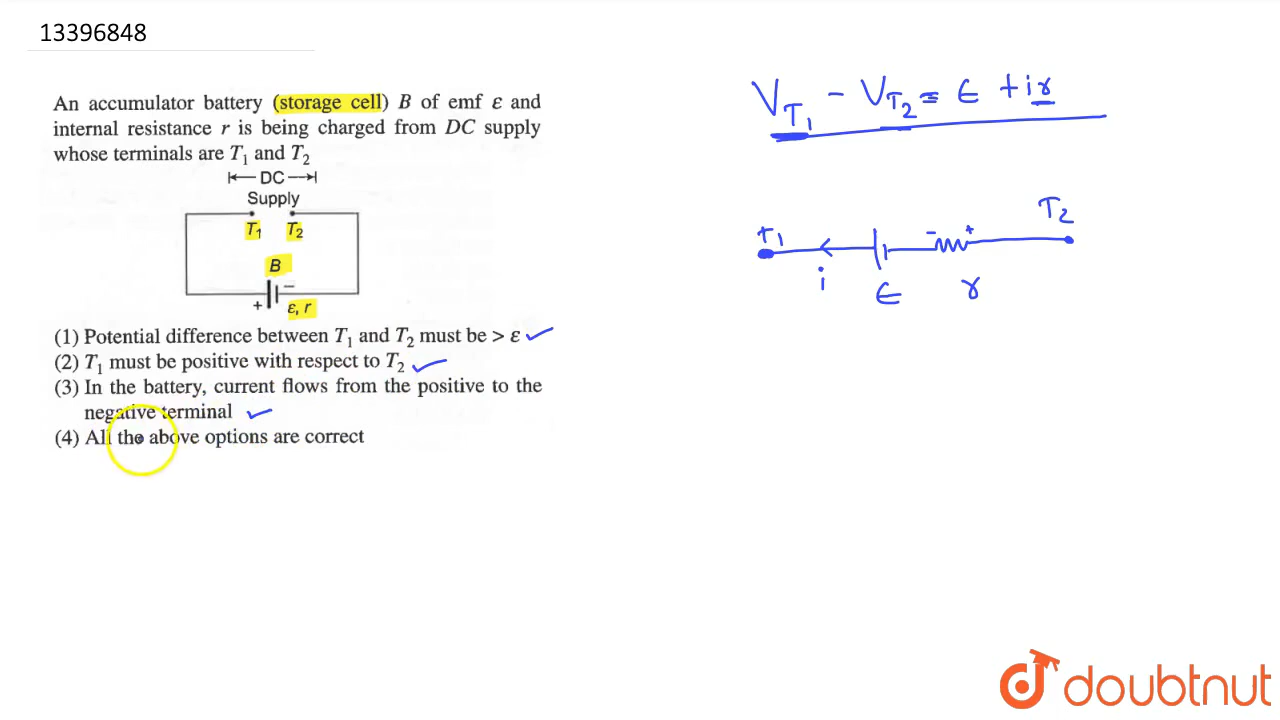 13396848
An accumulator battery (storage cell) B of emf ε and
internal resistance r is being charged from DC supply
whose terminals are T₁ and T₂
DC
Supply
T₁ T₂
B
+ −
ε, r
(1) Potential difference between T₁ and T₂ must be > ε
(2) T₁ must be positive with respect to T₂
(3) In the battery, current flows from the positive to the
negative terminal
(4) All the above options are correct
V_T₁ − V_T₂ = ε + ir
T₁ − + T₂
i ε r
doubtnut